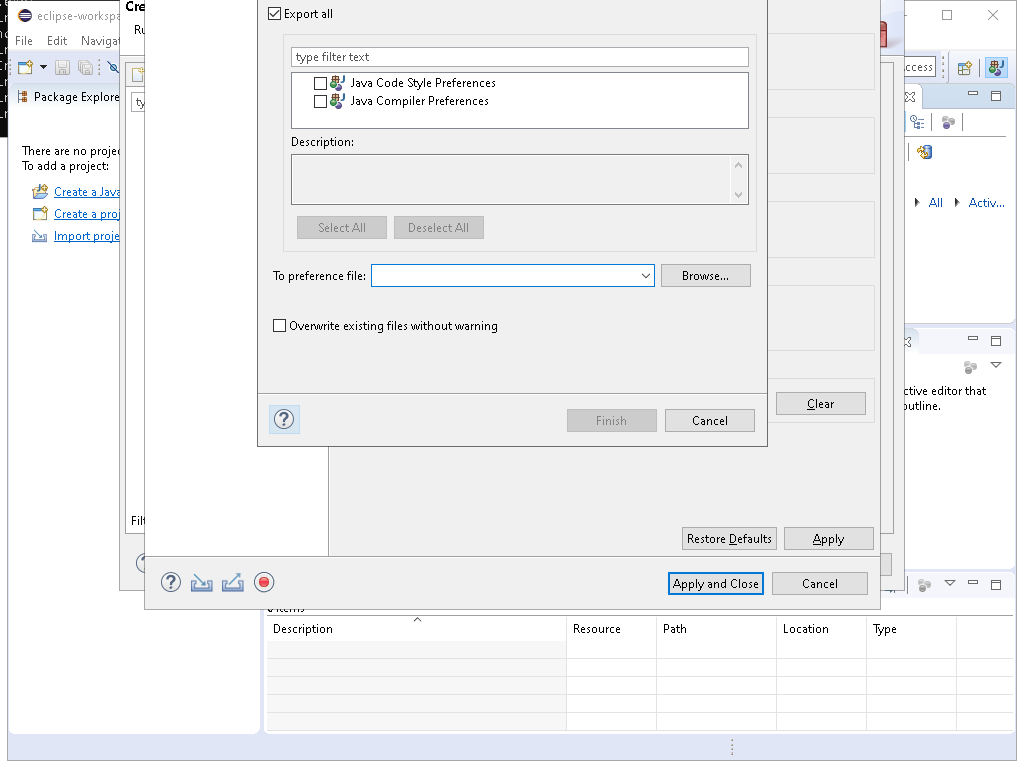 eclipse-workspa
File Edit Navigat
Package Explore
There are no projec
To add a project:
Create a Java
Create a proj
Import proje
Cre
Ru
ty
Filt
Export all
type filter text
Java Code Style Preferences
Java Compiler Preferences
Description:
Select All Deselect All
To preference file: Browse...
Overwrite existing files without warning
Finish Cancel
Clear
Restore Defaults Apply
Apply and Close Cancel
ccess
All Activ...
ctive editor that
outline.
0 items
Description Resource Path Location Type